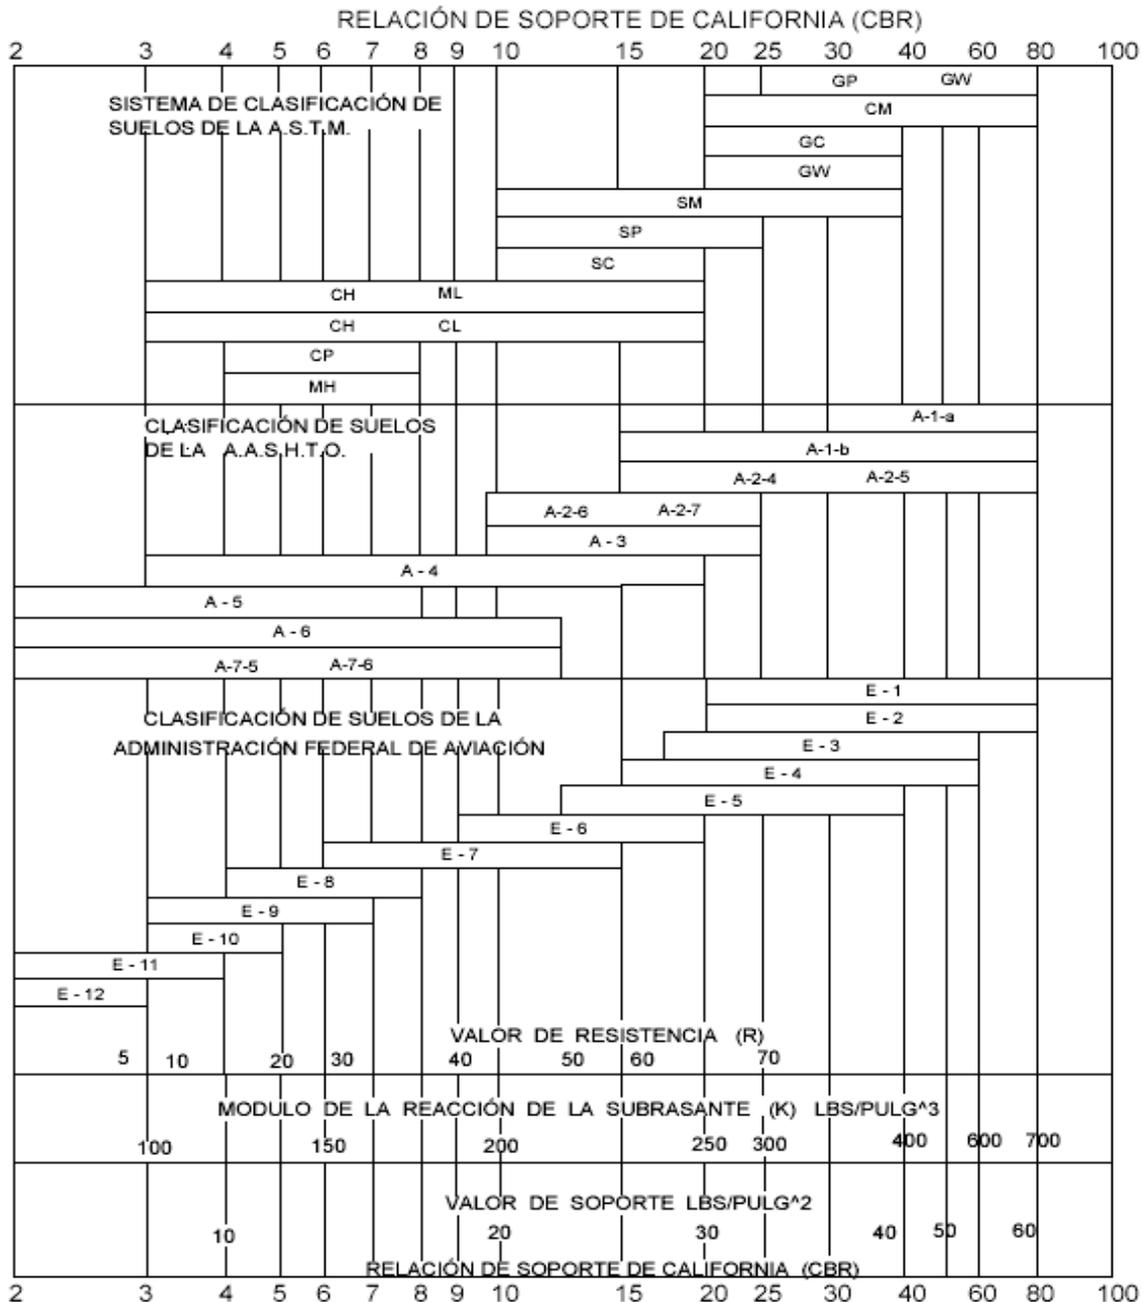 RELACIÓN DE SOPORTE DE CALIFORNIA (CBR)
2 3 4 5 6 7 8 9 10 15 20 25 30 40 60 80 100
GP GW
SISTEMA DE CLASIFICACIÓN DE
SUELOS DE LA A.S.T.M.
CM
GC
GW
SM
SP
SC
CH ML
CH CL
CP
MH
CLASIFICACIÓN DE SUELOS
DE LA A.A.S.H.T.O.
A-1-a
A-1-b
A-2-4 A-2-5
A-2-6 A-2-7
A - 3
A - 4
A - 5
A - 6
A-7-5 A-7-6
CLASIFICACIÓN DE SUELOS DE LA
ADMINISTRACIÓN FEDERAL DE AVIACIÓN
E - 1
E - 2
E - 3
E - 4
E - 5
E - 6
E - 7
E - 8
E - 9
E - 10
E - 11
E - 12
VALOR DE RESISTENCIA (R)
5 10 20 30 40 50 60 70
MODULO DE LA REACCIÓN DE LA SUBRASANTE (K) LBS/PULG^3
100 150 200 250 300 400 600 700
VALOR DE SOPORTE LBS/PULG^2
10 20 30 40 50 60
RELACIÓN DE SOPORTE DE CALIFORNIA (CBR)
2 3 4 5 6 7 8 9 10 15 20 25 30 40 60 80 100